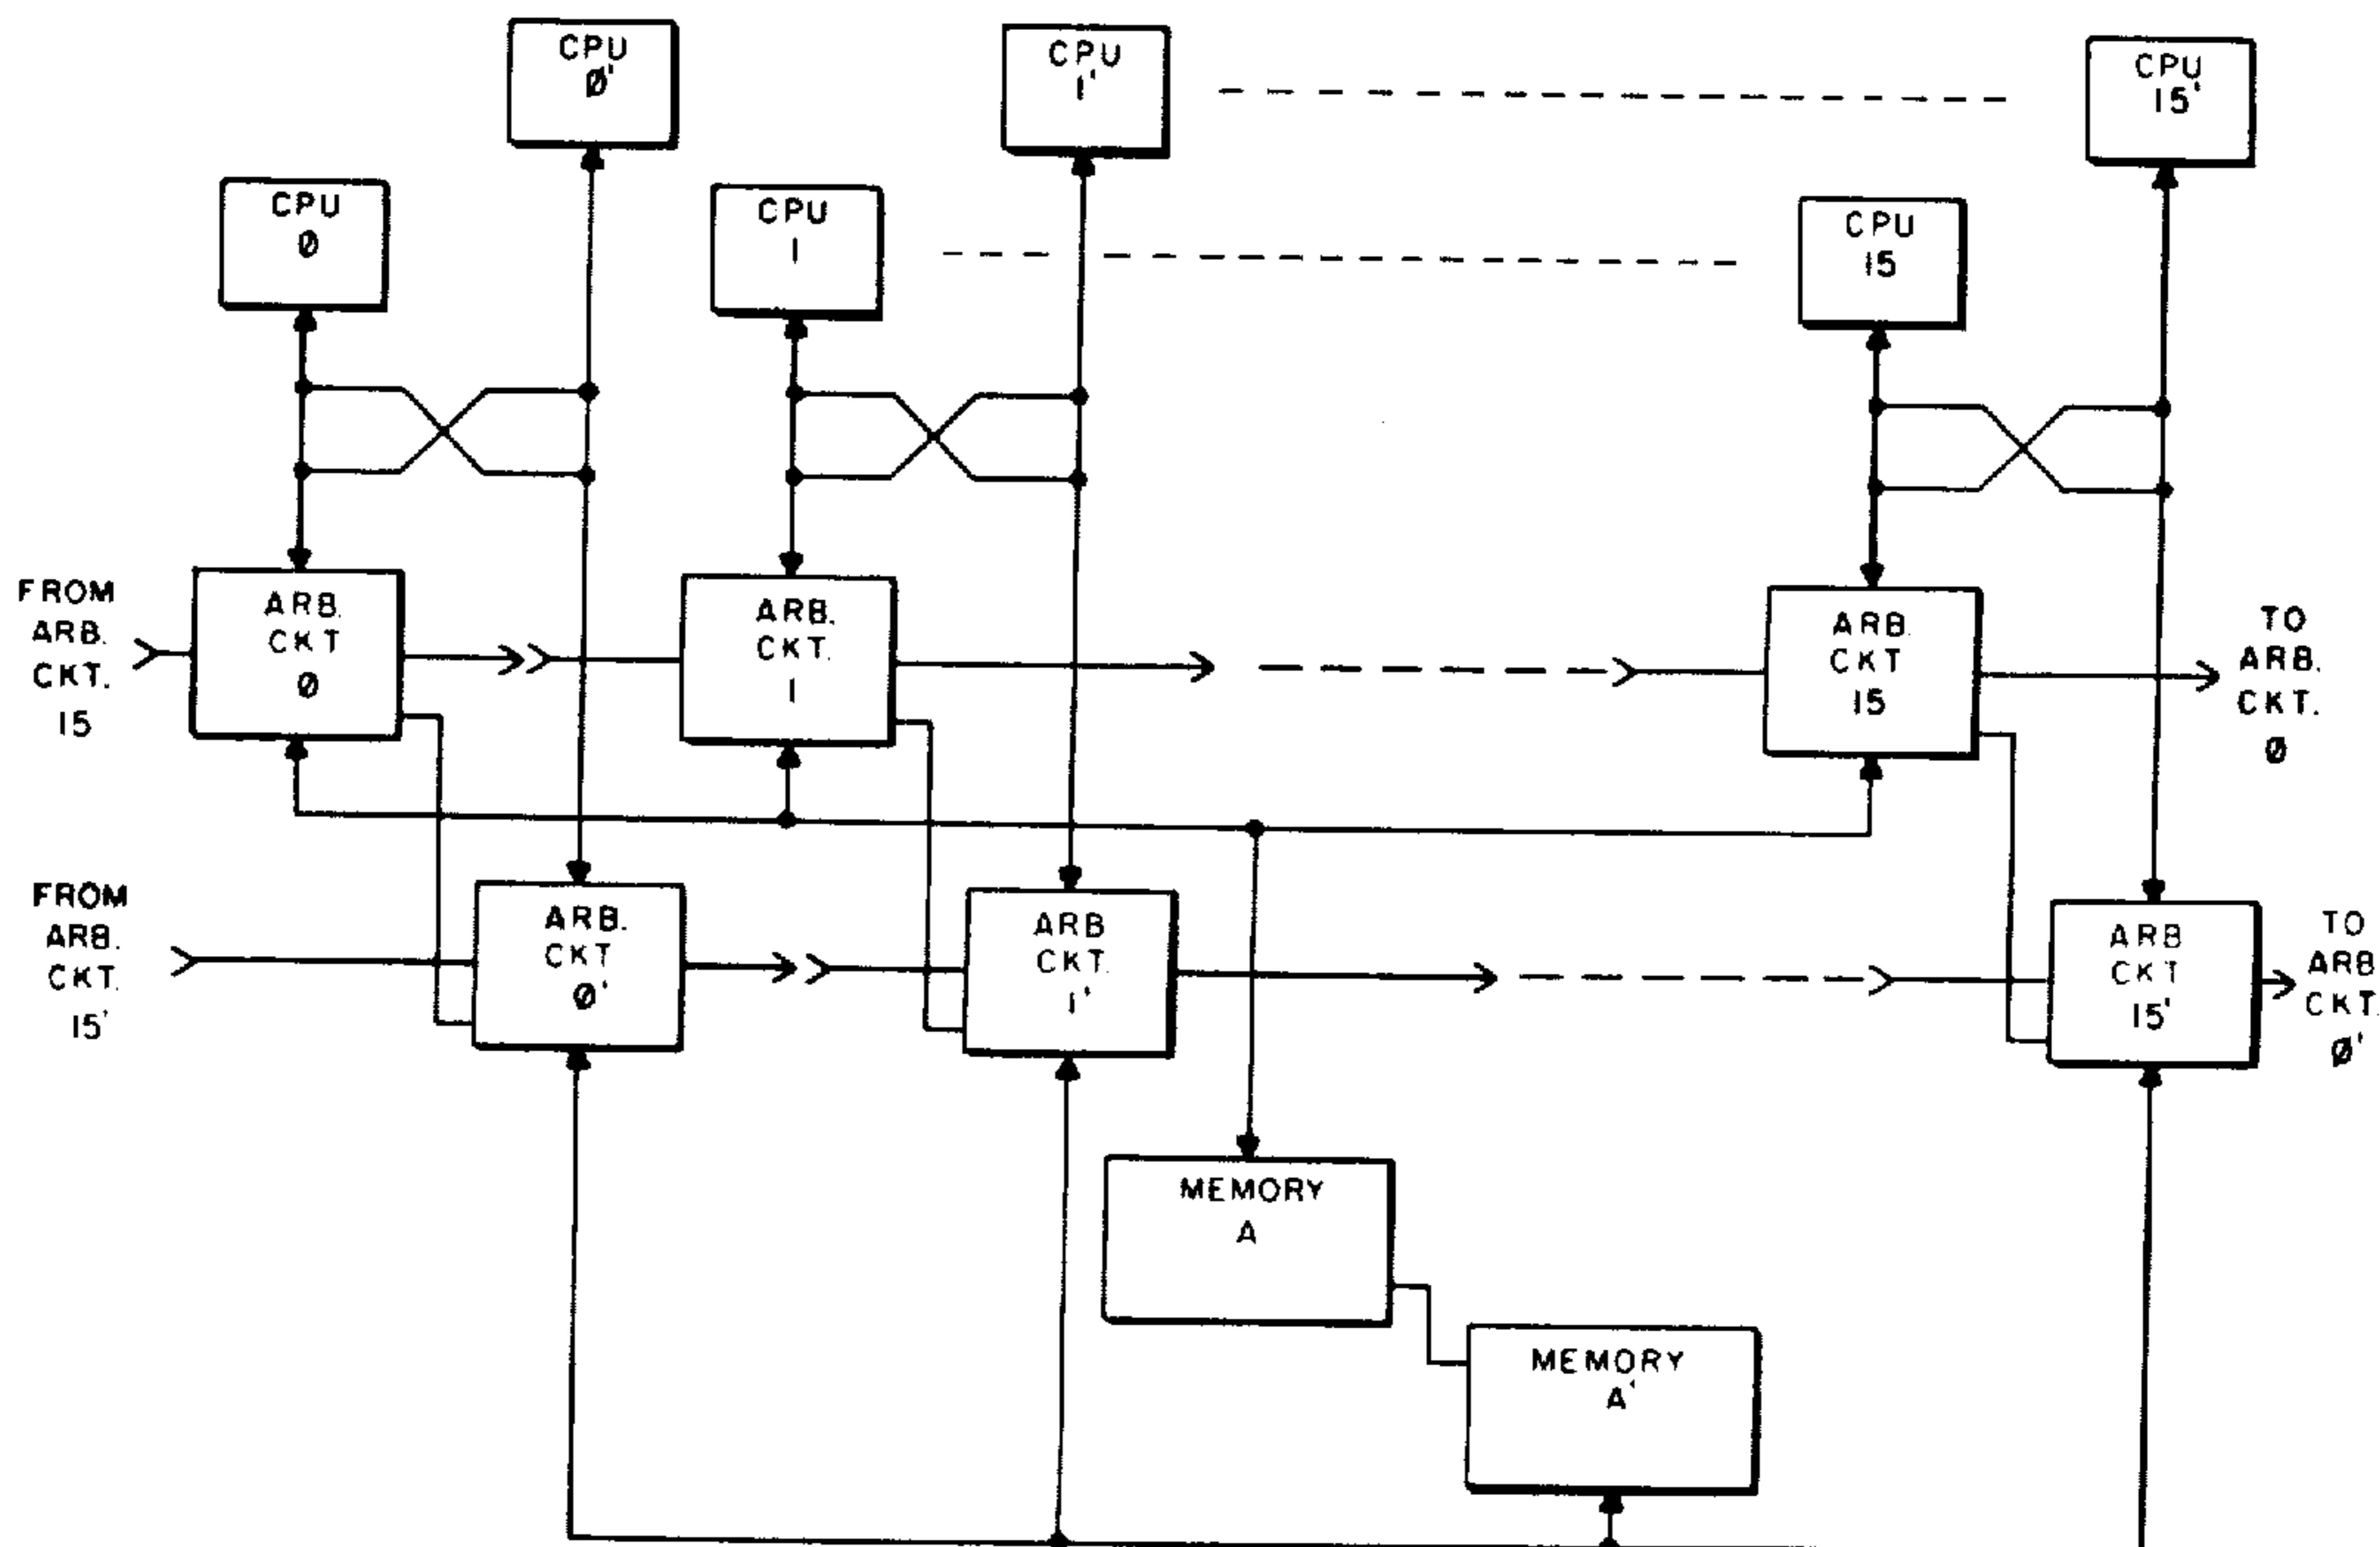 CPU
Ø'
CPU
1'
CPU
15'
CPU
Ø
CPU
1
CPU
15
FROM
ARB.
CKT.
15
ARB.
CKT
Ø
ARB.
CKT.
1
ARB.
CKT
15
TO
ARB.
CKT.
Ø
FROM
ARB.
CKT.
15'
ARB.
CKT
Ø'
ARB
CKT.
1'
ARB
CKT
15'
TO
ARB
CKT.
Ø'
MEMORY
A
MEMORY
A'